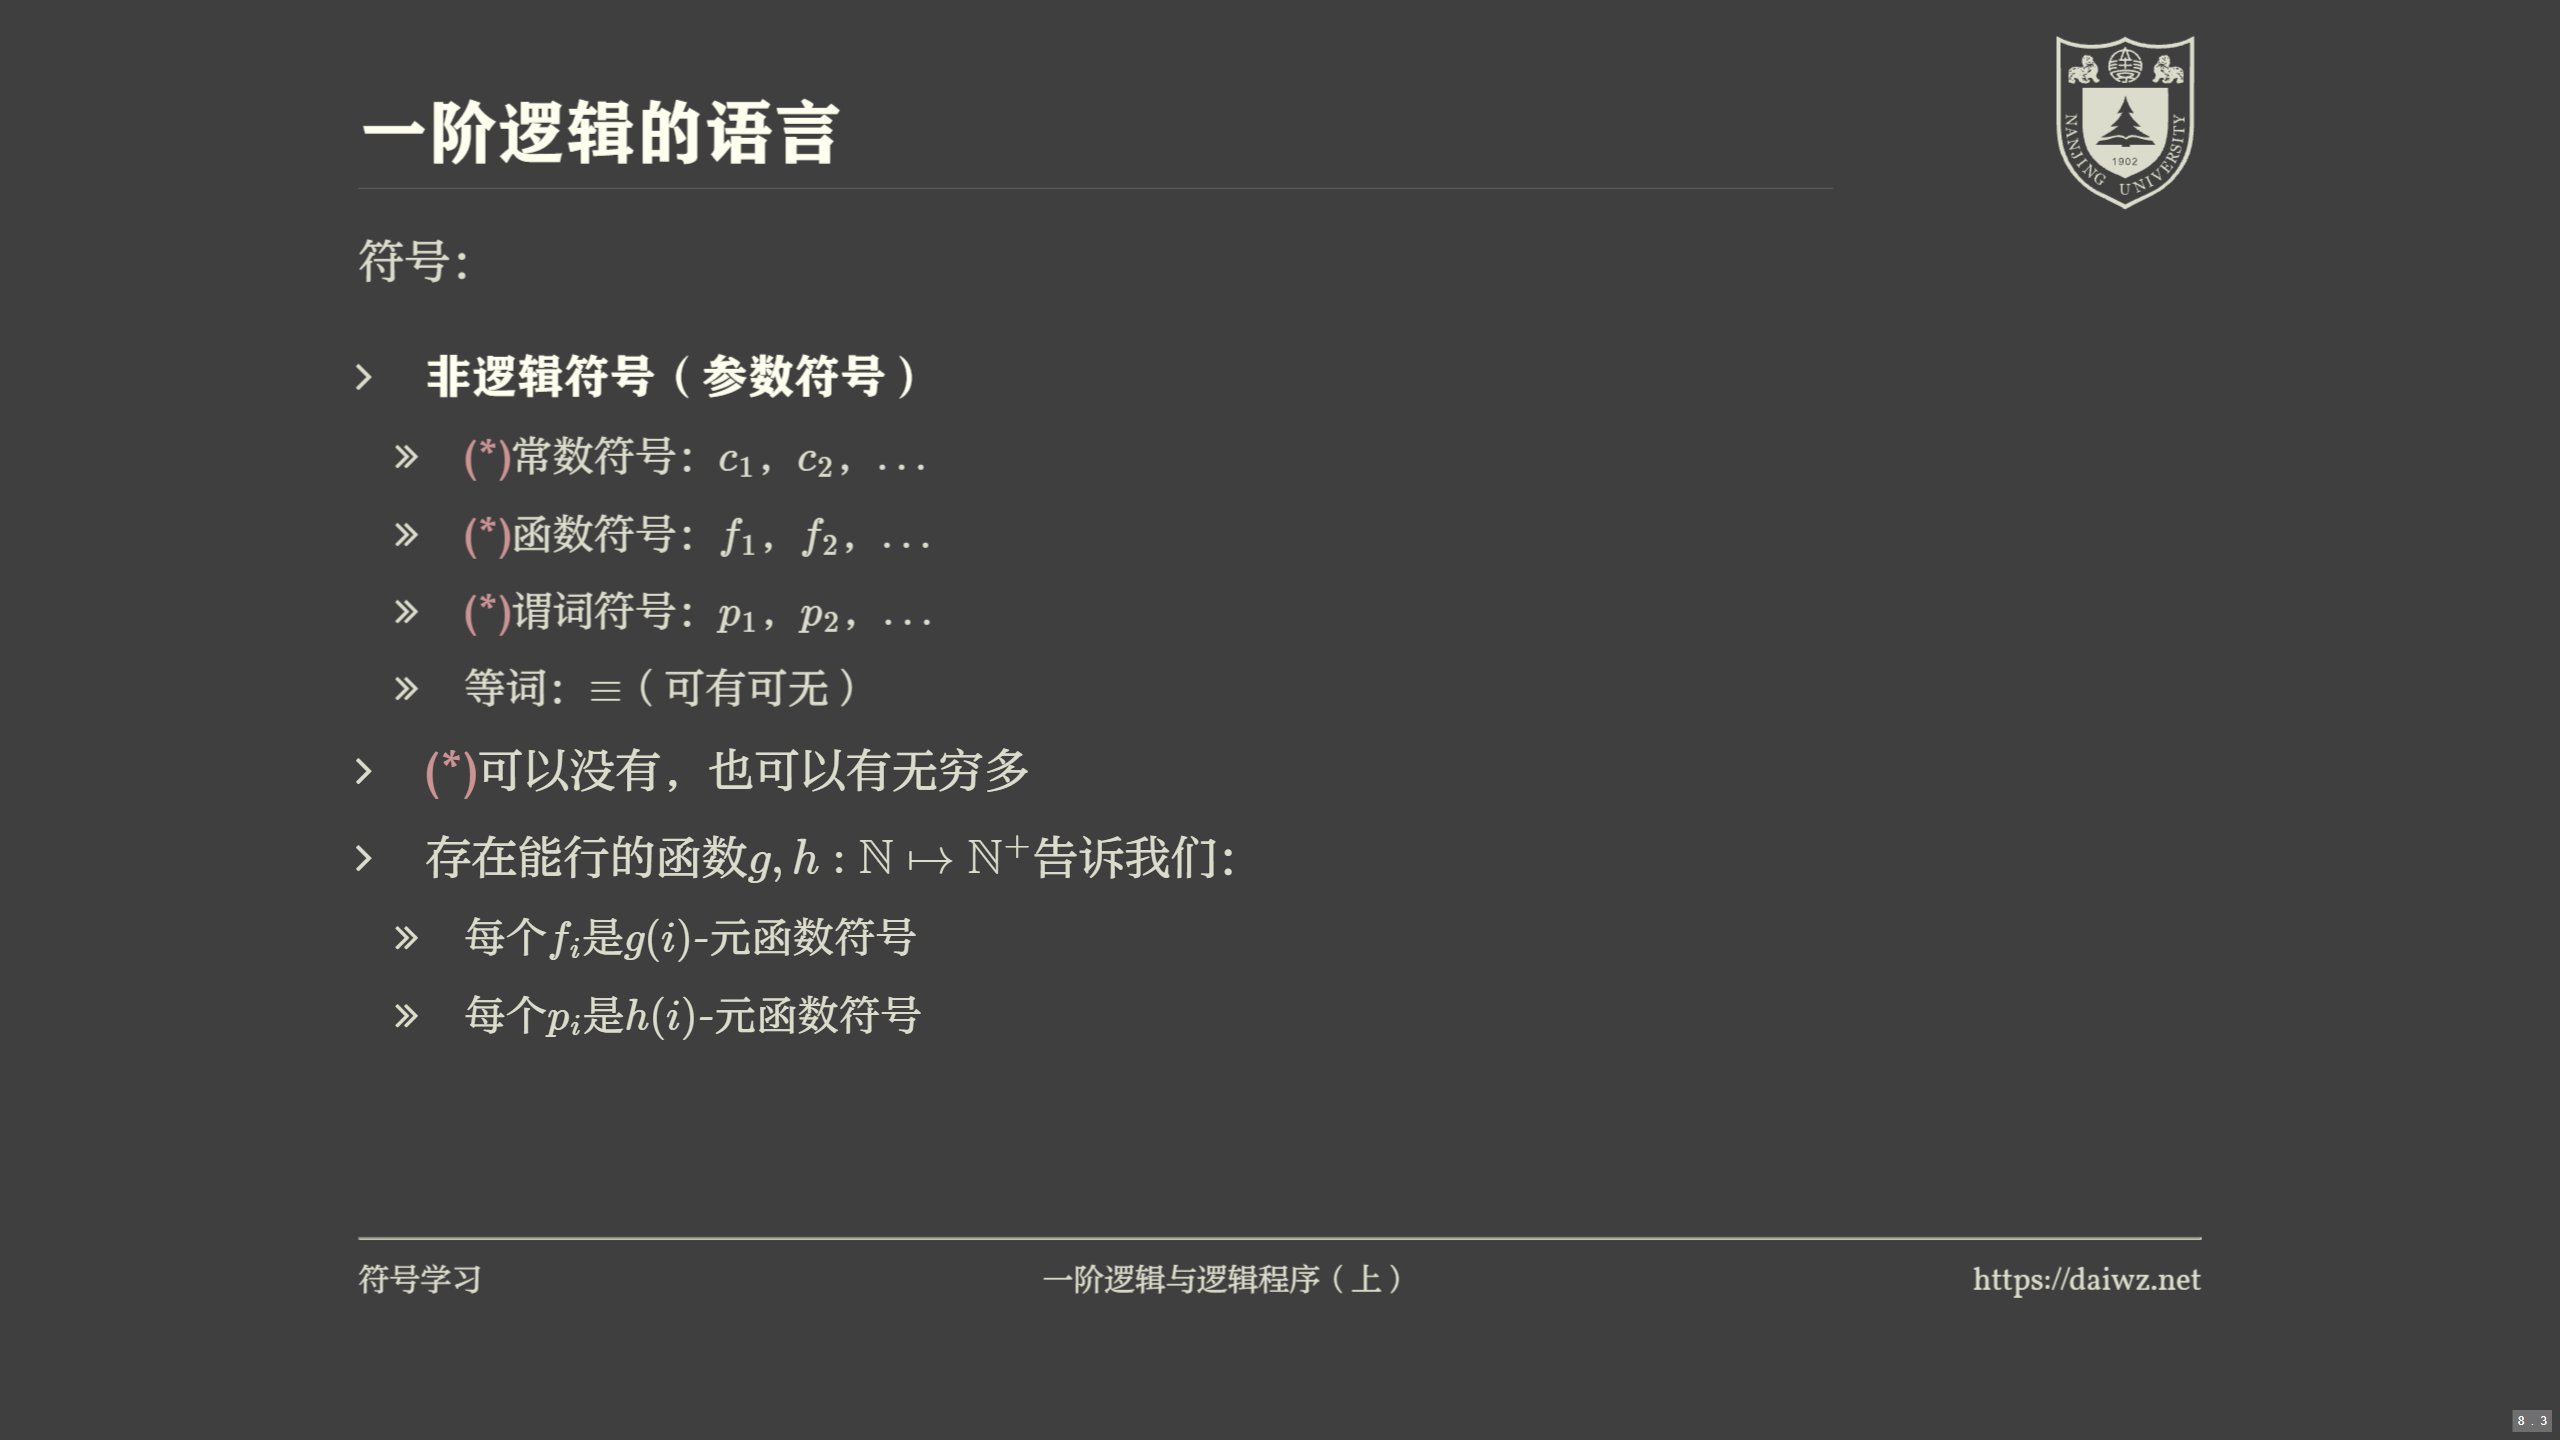 一阶逻辑的语言
NANJING UNIVERSITY
1902
符号：
非逻辑符号（参数符号）
(*)常数符号：c₁，c₂，…
(*)函数符号：f₁，f₂，…
(*)谓词符号：p₁，p₂，…
等词：≡（可有可无）
(*)可以没有，也可以有无穷多
存在能行的函数g, h : ℕ ↦ ℕ⁺告诉我们：
每个fᵢ是g(i)-元函数符号
每个pᵢ是h(i)-元函数符号
符号学习 一阶逻辑与逻辑程序（上） https://daiwz.net
8.3